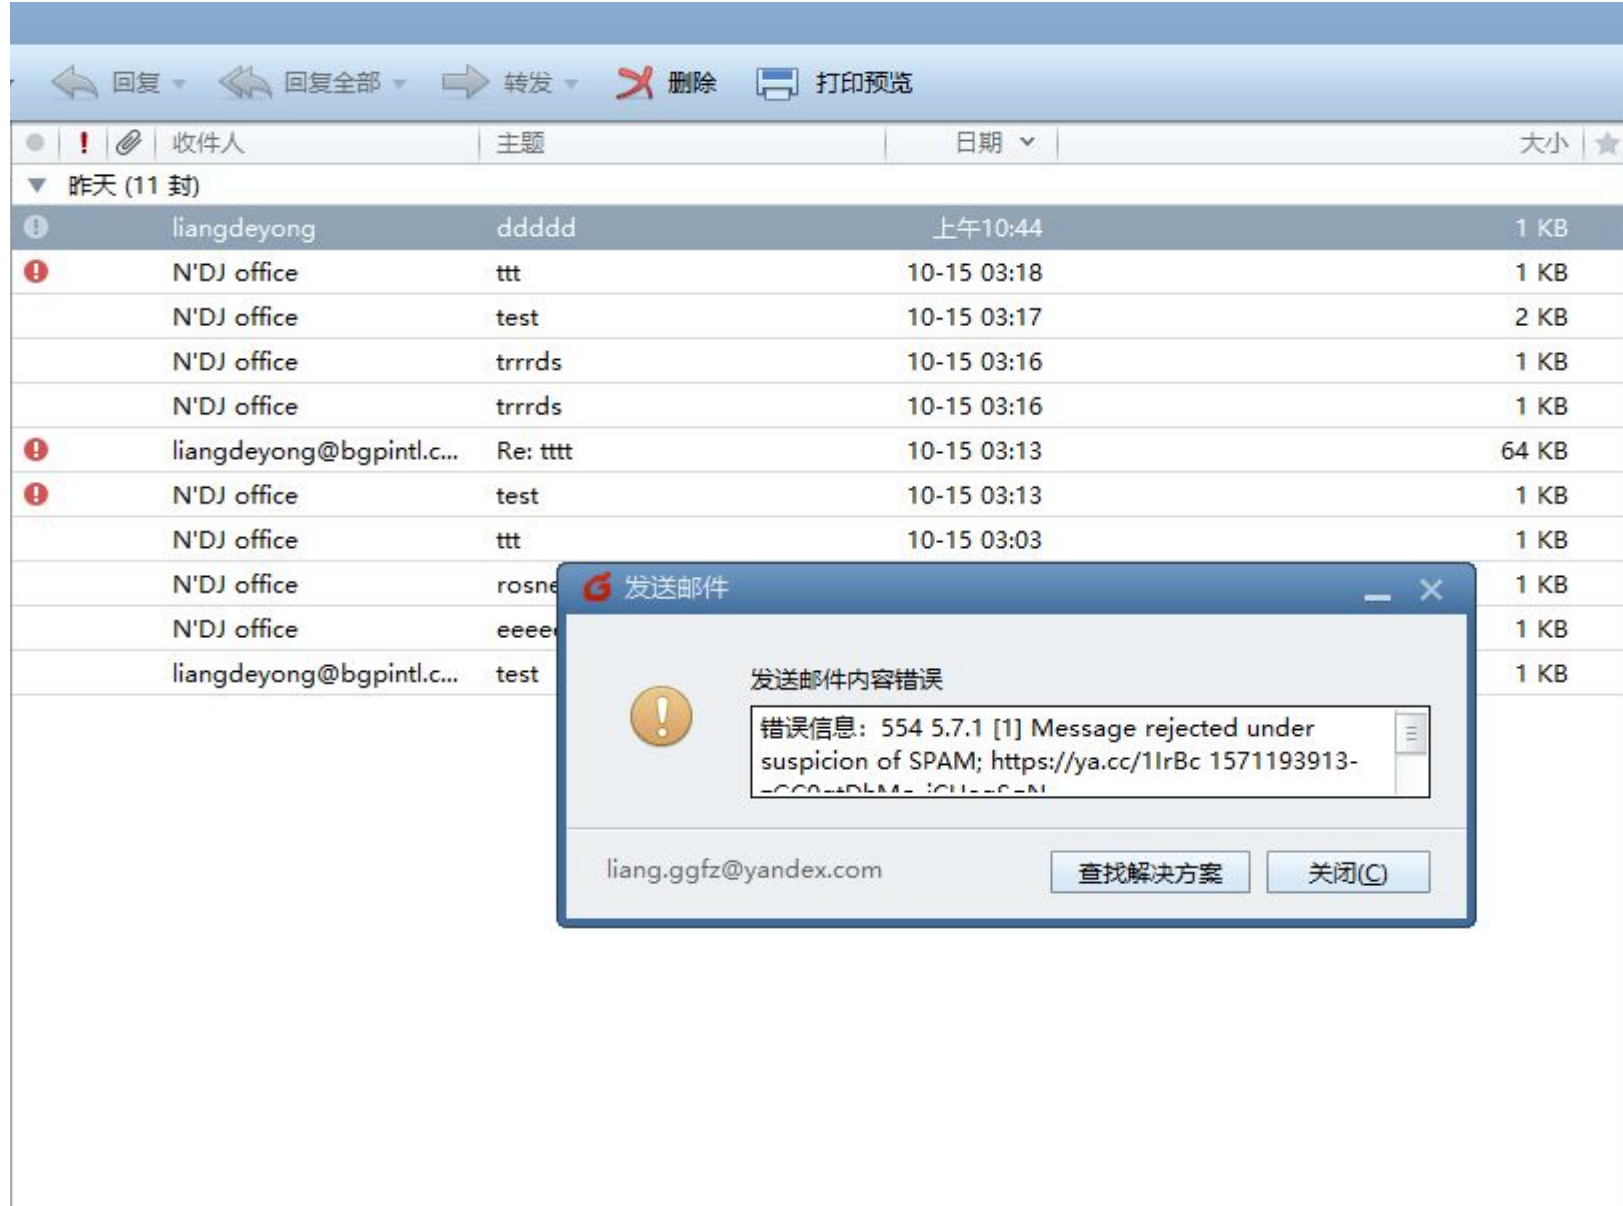 回复 回复全部 转发 删除 打印预览
! 收件人 主题 日期 大小
昨天 (11 封)
liangdeyong ddddd 上午10:44 1 KB
N'DJ office ttt 10-15 03:18 1 KB
N'DJ office test 10-15 03:17 2 KB
N'DJ office trrrds 10-15 03:16 1 KB
N'DJ office trrrds 10-15 03:16 1 KB
liangdeyong@bgpintl.c... Re: tttt 10-15 03:13 64 KB
N'DJ office test 10-15 03:13 1 KB
N'DJ office ttt 10-15 03:03 1 KB
N'DJ office 1 KB
N'DJ office 1 KB
liangdeyong@bgpintl.c... test 1 KB
发送邮件
发送邮件内容错误
错误信息：554 5.7.1 [1] Message rejected under
suspicion of SPAM; https://ya.cc/1IrBc 1571193913-
liang.ggfz@yandex.com 查找解决方案 关闭(C)